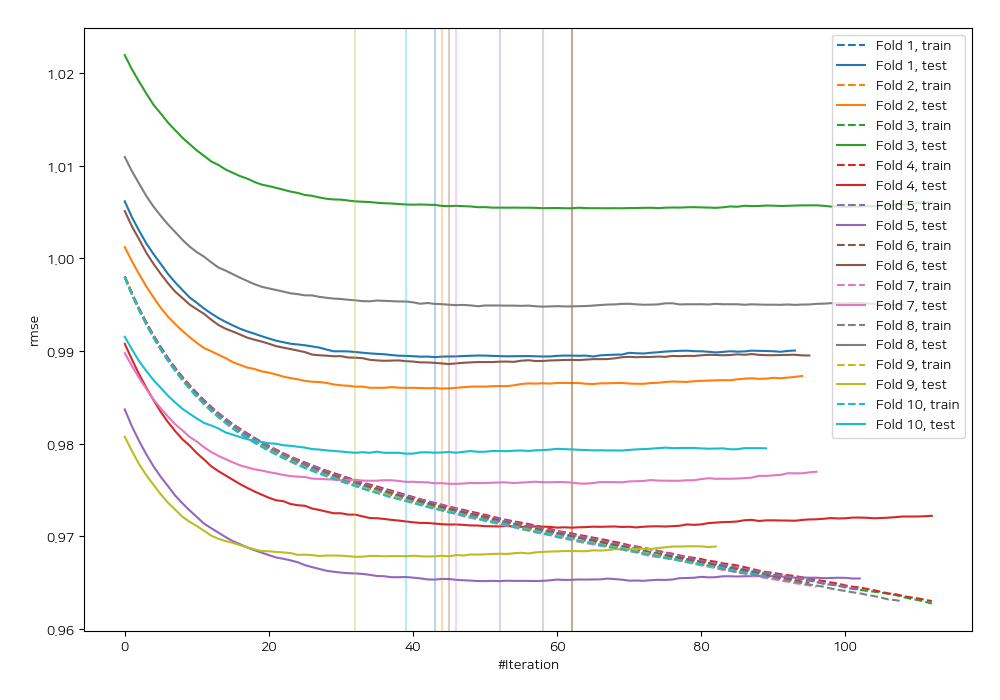 1.02
1.01
1.00
0.99
0.98
0.97
0.96
rmse
0
20
40
60
80
100
#Iteration
Fold 1, train
Fold 1, test
Fold 2, train
Fold 2, test
Fold 3, train
Fold 3, test
Fold 4, train
Fold 4, test
Fold 5, train
Fold 5, test
Fold 6, train
Fold 6, test
Fold 7, train
Fold 7, test
Fold 8, train
Fold 8, test
Fold 9, train
Fold 9, test
Fold 10, train
Fold 10, test